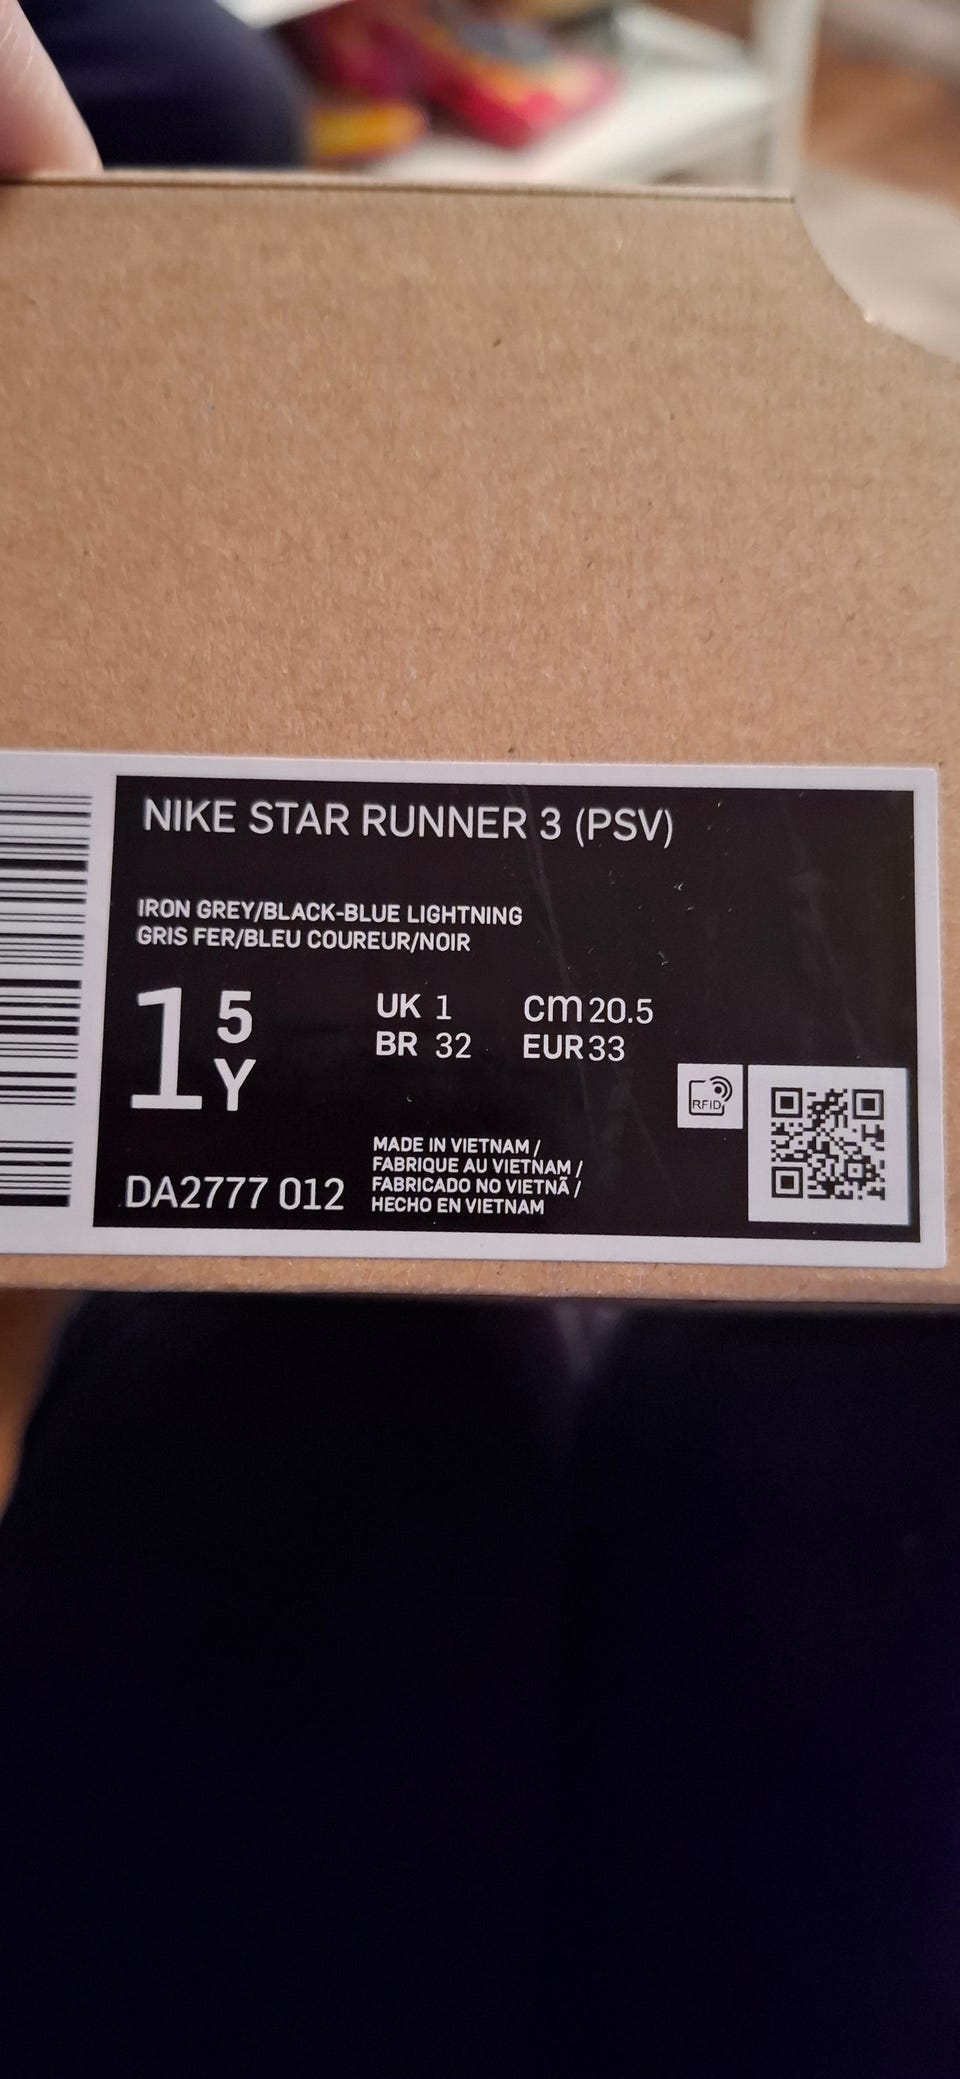 NIKE STAR RUNNER 3 (PSV)
IRON GREY/BLACK-BLUE LIGHTNING
GRIS FER/BLEU COUREUR/NOIR
1 5 Y
UK 1 cm 20.5
BR 32 EUR 33
RFID
MADE IN VIETNAM /
FABRIQUE AU VIETNAM /
FABRICADO NO VIETNÃ /
HECHO EN VIETNAM
DA2777 012